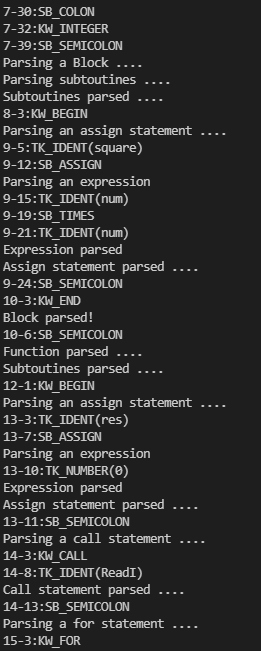 7-30:SB_COLON
7-32:KW_INTEGER
7-39:SB_SEMICOLON
Parsing a Block ....
Parsing subtoutines ....
Subtoutines parsed ....
8-3:KW_BEGIN
Parsing an assign statement ....
9-5:TK_IDENT(square)
9-12:SB_ASSIGN
Parsing an expression
9-15:TK_IDENT(num)
9-19:SB_TIMES
9-21:TK_IDENT(num)
Expression parsed
Assign statement parsed ....
9-24:SB_SEMICOLON
10-3:KW_END
Block parsed!
10-6:SB_SEMICOLON
Function parsed ....
Subtoutines parsed ....
12-1:KW_BEGIN
Parsing an assign statement ....
13-3:TK_IDENT(res)
13-7:SB_ASSIGN
Parsing an expression
13-10:TK_NUMBER(0)
Expression parsed
Assign statement parsed ....
13-11:SB_SEMICOLON
Parsing a call statement ....
14-3:KW_CALL
14-8:TK_IDENT(ReadI)
Call statement parsed ....
14-13:SB_SEMICOLON
Parsing a for statement ....
15-3:KW_FOR